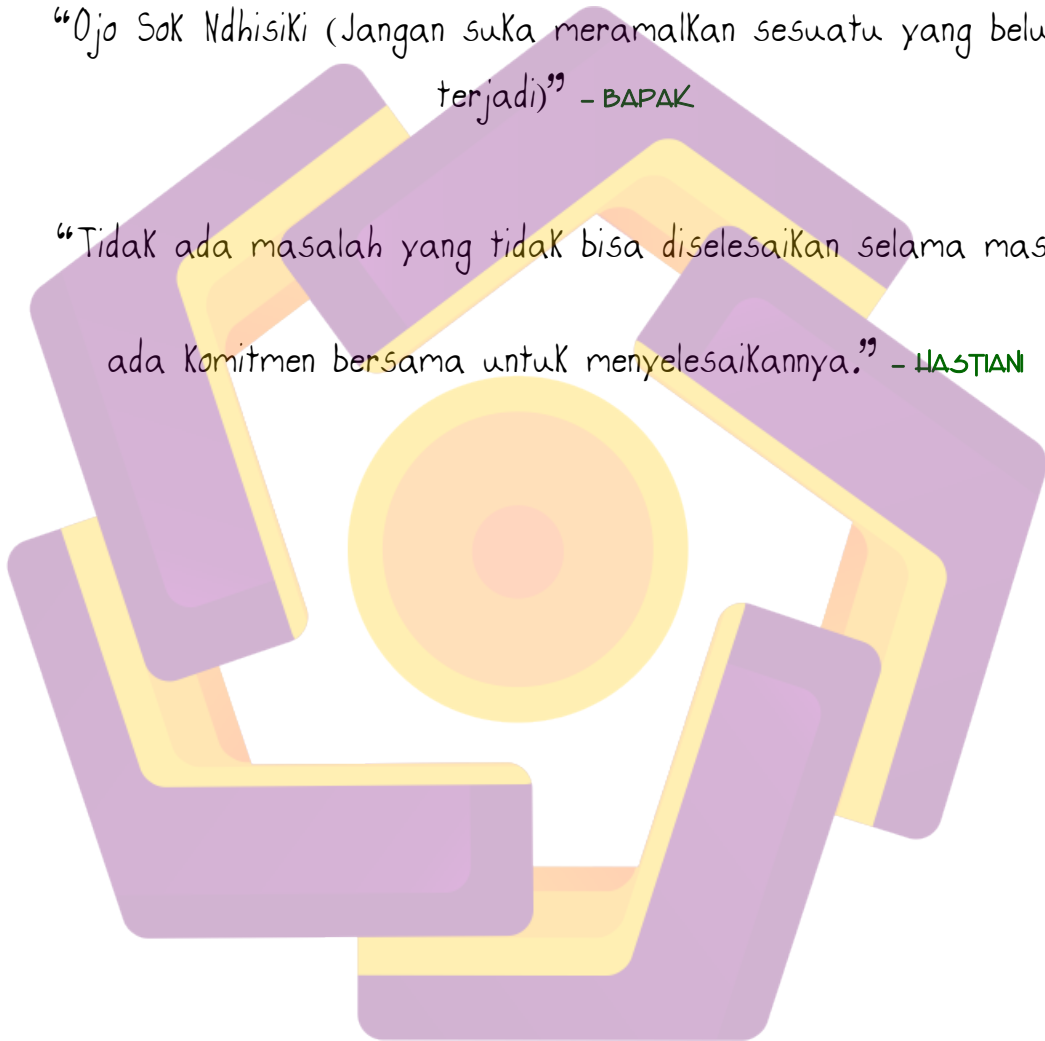 “Ojo Sok Ndhisiki (Jangan suka meramalkan sesuatu yang belu
terjadi)” – BAPAK
“Tidak ada masalah yang tidak bisa diselesaikan selama mas
ada komitmen bersama untuk menyelesaikannya.” – HASTIANI